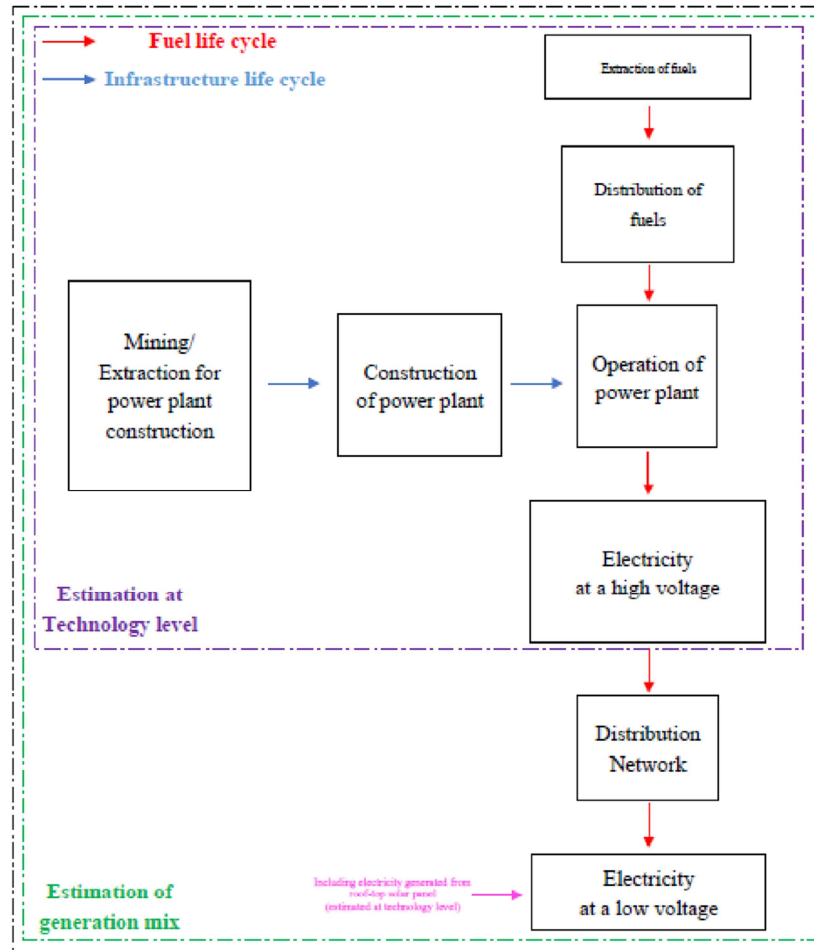 Fuel life cycle
Infrastructure life cycle
Extraction of fuels
Distribution of
fuels
Mining/
Extraction for
power plant
construction
Construction
of power plant
Operation of
power plant
Electricity
at a high voltage
Estimation at
Technology level
Distribution
Network
Including electricity generated from
roof-top solar panel
(estimated at technology level)
Electricity
at a low voltage
Estimation of
generation mix